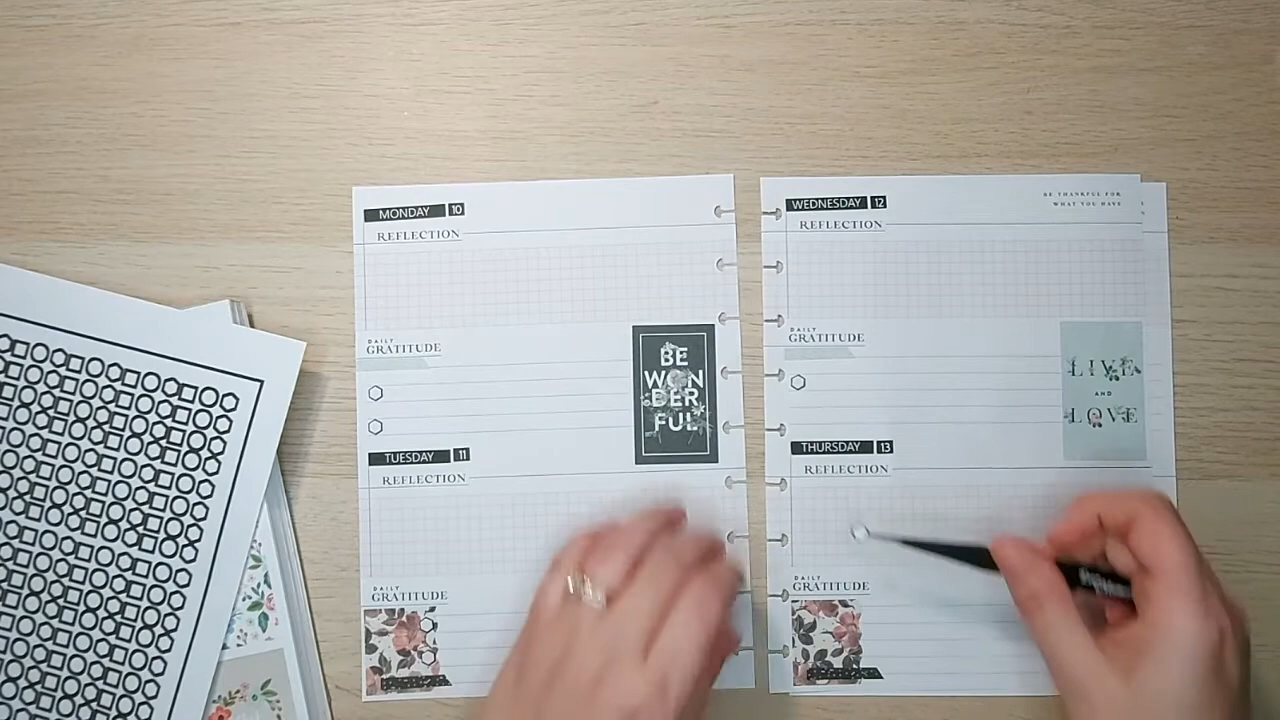 MONDAY 10
REFLECTION
DAILY
GRATITUDE
BE
WON
DER
FUL
TUESDAY 11
REFLECTION
DAILY
GRATITUDE
WEDNESDAY 12
BE THANKFUL FOR
WHAT YOU HAVE
REFLECTION
DAILY
GRATITUDE
LIVE
AND
LOVE
THURSDAY 13
REFLECTION
DAILY
GRATITUDE